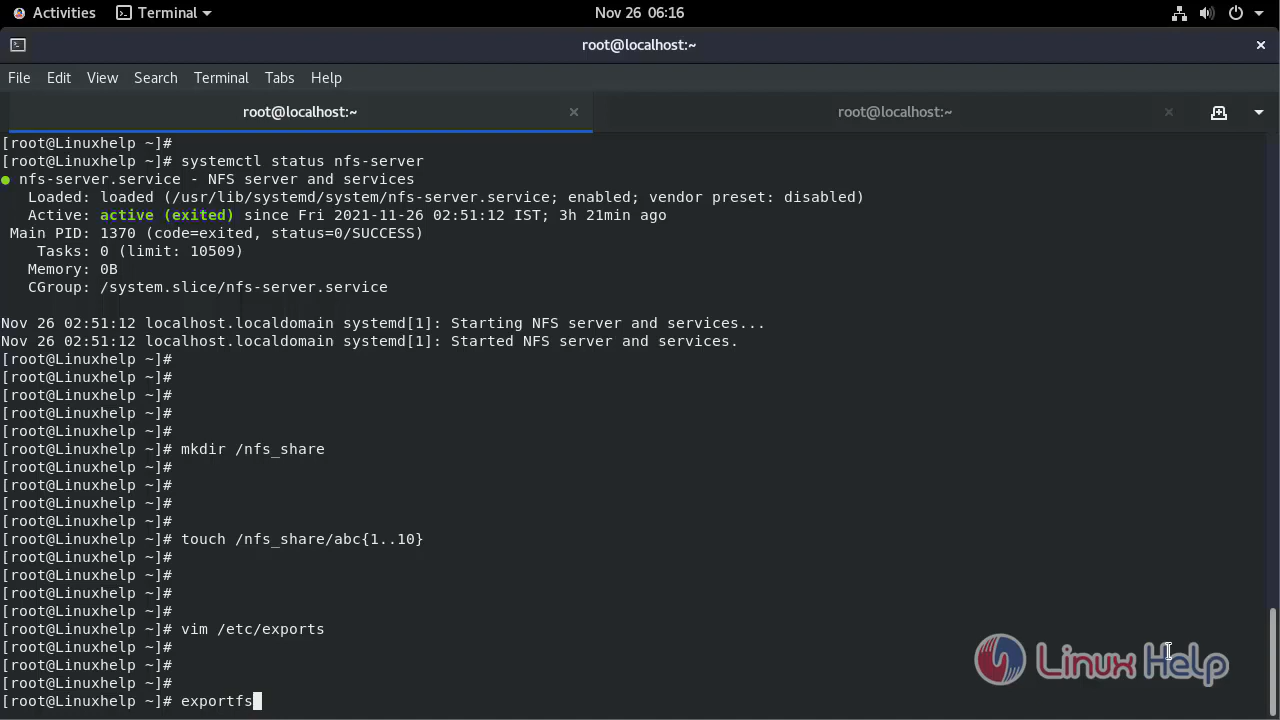 Activities Terminal Nov 26 06:16
root@localhost:~
File Edit View Search Terminal Tabs Help
root@localhost:~ root@localhost:~
[root@Linuxhelp ~]#
[root@Linuxhelp ~]# systemctl status nfs-server
● nfs-server.service - NFS server and services
Loaded: loaded (/usr/lib/systemd/system/nfs-server.service; enabled; vendor preset: disabled)
Active: active (exited) since Fri 2021-11-26 02:51:12 IST; 3h 21min ago
Main PID: 1370 (code=exited, status=0/SUCCESS)
Tasks: 0 (limit: 10509)
Memory: 0B
CGroup: /system.slice/nfs-server.service
Nov 26 02:51:12 localhost.localdomain systemd[1]: Starting NFS server and services...
Nov 26 02:51:12 localhost.localdomain systemd[1]: Started NFS server and services.
[root@Linuxhelp ~]#
[root@Linuxhelp ~]#
[root@Linuxhelp ~]#
[root@Linuxhelp ~]#
[root@Linuxhelp ~]#
[root@Linuxhelp ~]# mkdir /nfs_share
[root@Linuxhelp ~]#
[root@Linuxhelp ~]#
[root@Linuxhelp ~]#
[root@Linuxhelp ~]#
[root@Linuxhelp ~]# touch /nfs_share/abc{1..10}
[root@Linuxhelp ~]#
[root@Linuxhelp ~]#
[root@Linuxhelp ~]#
[root@Linuxhelp ~]#
[root@Linuxhelp ~]# vim /etc/exports
[root@Linuxhelp ~]#
[root@Linuxhelp ~]#
[root@Linuxhelp ~]#
[root@Linuxhelp ~]# exportfs
Linux Help